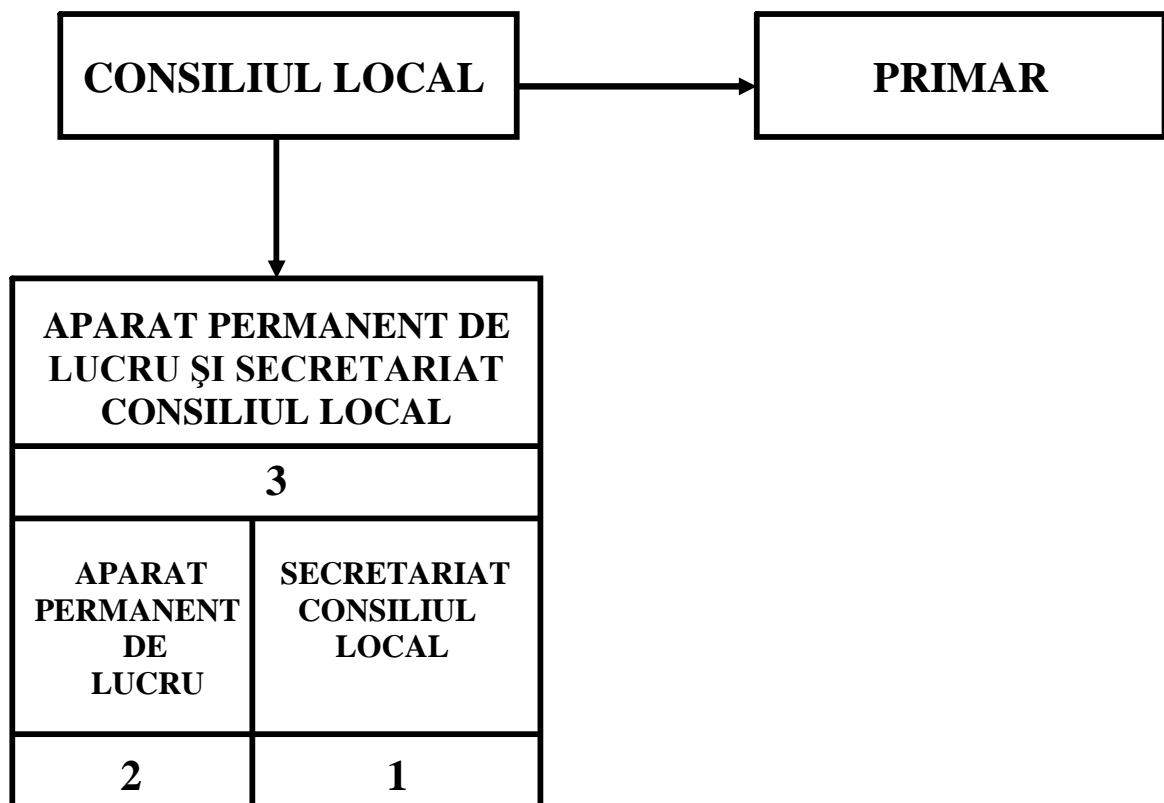 CONSILIUL LOCAL
PRIMAR
APARAT PERMANENT DE
LUCRU ŞI SECRETARIAT
CONSILIUL LOCAL
3
APARAT
PERMANENT
DE
LUCRU
SECRETARIAT
CONSILIUL
LOCAL
2
1